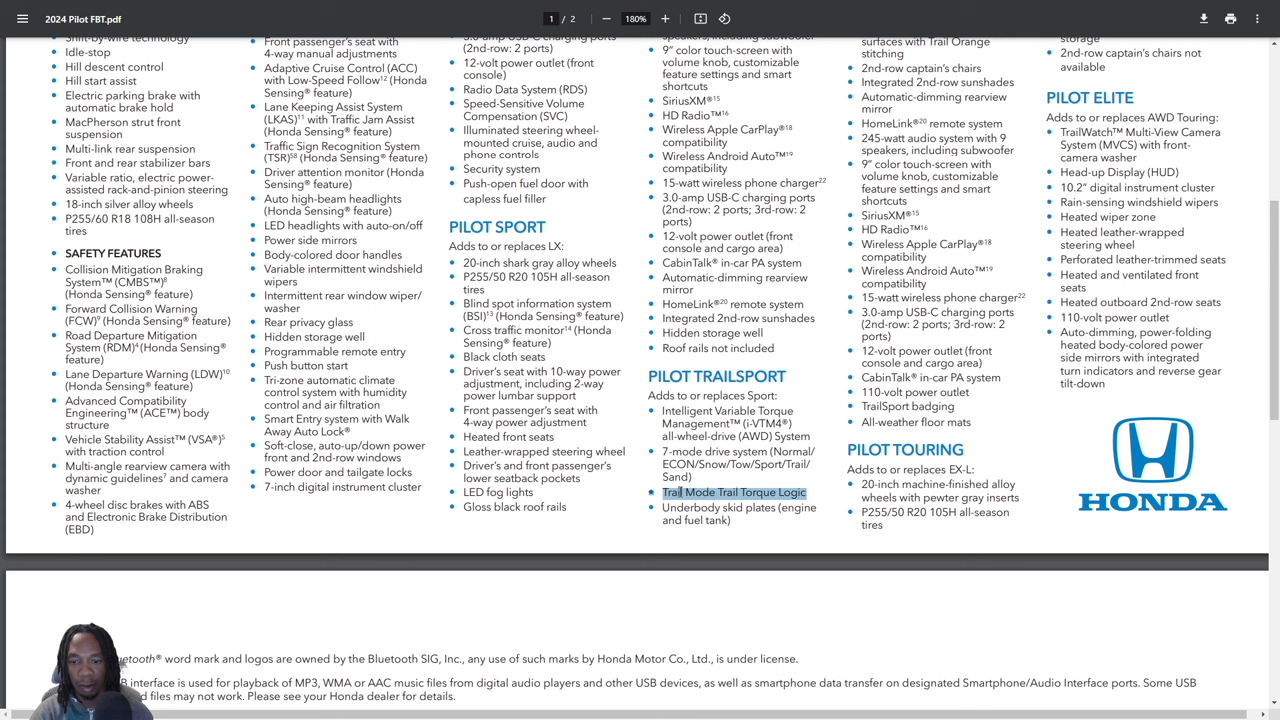 2024 Pilot FBT.pdf
1 / 2
180%
Shift-by-wire technology
Idle-stop
Hill descent control
Hill start assist
Electric parking brake with
automatic brake hold
MacPherson strut front
suspension
Multi-link rear suspension
Front and rear stabilizer bars
Variable ratio, electric power-
assisted rack-and-pinion steering
18-inch silver alloy wheels
P255/60 R18 108H all-season
tires
SAFETY FEATURES
Collision Mitigation Braking
System™ (CMBS™)⁸
(Honda Sensing® feature)
Forward Collision Warning
(FCW)⁹ (Honda Sensing® feature)
Road Departure Mitigation
System (RDM)⁴ (Honda Sensing®
feature)
Lane Departure Warning (LDW)¹⁰
(Honda Sensing® feature)
Advanced Compatibility
Engineering™ (ACE™) body
structure
Vehicle Stability Assist™ (VSA®)⁵
with traction control
Multi-angle rearview camera with
dynamic guidelines⁷ and camera
washer
4-wheel disc brakes with ABS
and Electronic Brake Distribution
(EBD)
Front passenger's seat with
4-way manual adjustments
Adaptive Cruise Control (ACC)
with Low-Speed Follow¹² (Honda
Sensing® feature)
Lane Keeping Assist System
(LKAS)¹¹ with Traffic Jam Assist
(Honda Sensing® feature)
Traffic Sign Recognition System
(TSR)⁵⁸ (Honda Sensing® feature)
Driver attention monitor (Honda
Sensing® feature)
Auto high-beam headlights
(Honda Sensing® feature)
LED headlights with auto-on/off
Power side mirrors
Body-colored door handles
Variable intermittent windshield
wipers
Intermittent rear window wiper/
washer
Rear privacy glass
Hidden storage well
Programmable remote entry
Push button start
Tri-zone automatic climate
control system with humidity
control and air filtration
Smart Entry system with Walk
Away Auto Lock®
Soft-close, auto-up/down power
front and 2nd-row windows
Power door and tailgate locks
7-inch digital instrument cluster
3.0-amp USB-C charging ports
(2nd-row: 2 ports)
12-volt power outlet (front
console)
Radio Data System (RDS)
Speed-Sensitive Volume
Compensation (SVC)
Illuminated steering wheel-
mounted cruise, audio and
phone controls
Security system
Push-open fuel door with
capless fuel filler
PILOT SPORT
Adds to or replaces LX:
20-inch shark gray alloy wheels
P255/50 R20 105H all-season
tires
Blind spot information system
(BSI)¹³ (Honda Sensing® feature)
Cross traffic monitor¹⁴ (Honda
Sensing® feature)
Black cloth seats
Driver's seat with 10-way power
adjustment, including 2-way
power lumbar support
Front passenger's seat with
4-way power adjustment
Heated front seats
Leather-wrapped steering wheel
Driver's and front passenger's
lower seatback pockets
LED fog lights
Gloss black roof rails
speakers, including subwoofer
9" color touch-screen with
volume knob, customizable
feature settings and smart
shortcuts
SiriusXM®¹⁵
HD Radio™¹⁶
Wireless Apple CarPlay®¹⁸
compatibility
Wireless Android Auto™¹⁹
compatibility
15-watt wireless phone charger²²
3.0-amp USB-C charging ports
(2nd-row: 2 ports; 3rd-row: 2
ports)
12-volt power outlet (front
console and cargo area)
CabinTalk® in-car PA system
Automatic-dimming rearview
mirror
HomeLink®²⁰ remote system
Integrated 2nd-row sunshades
Hidden storage well
Roof rails not included
PILOT TRAILSPORT
Adds to or replaces Sport:
Intelligent Variable Torque
Management™ (i-VTM4®)
all-wheel-drive (AWD) System
7-mode drive system (Normal/
ECON/Snow/Tow/Sport/Trail/
Sand)
Trail Mode Trail Torque Logic
Underbody skid plates (engine
and fuel tank)
surfaces with Trail Orange
stitching
2nd-row captain's chairs
Integrated 2nd-row sunshades
Automatic-dimming rearview
mirror
HomeLink®²⁰ remote system
245-watt audio system with 9
speakers, including subwoofer
9" color touch-screen with
volume knob, customizable
feature settings and smart
shortcuts
SiriusXM®¹⁵
HD Radio™¹⁶
Wireless Apple CarPlay®¹⁸
compatibility
Wireless Android Auto™¹⁹
compatibility
15-watt wireless phone charger²²
3.0-amp USB-C charging ports
(2nd-row: 2 ports; 3rd-row: 2
ports)
12-volt power outlet (front
console and cargo area)
CabinTalk® in-car PA system
110-volt power outlet
TrailSport badging
All-weather floor mats
PILOT TOURING
Adds to or replaces EX-L:
20-inch machine-finished alloy
wheels with pewter gray inserts
P255/50 R20 105H all-season
tires
storage
2nd-row captain's chairs not
available
PILOT ELITE
Adds to or replaces AWD Touring:
TrailWatch™ Multi-View Camera
System (MVCS) with front-
camera washer
Head-up Display (HUD)
10.2" digital instrument cluster
Rain-sensing windshield wipers
Heated wiper zone
Heated leather-wrapped
steering wheel
Perforated leather-trimmed seats
Heated and ventilated front
seats
Heated outboard 2nd-row seats
110-volt power outlet
Auto-dimming, power-folding
heated body-colored power
side mirrors with integrated
turn indicators and reverse gear
tilt-down
HONDA
word mark and logos are owned by the Bluetooth SIG, Inc., any use of such marks by Honda Motor Co., Ltd., is under license.
interface is used for playback of MP3, WMA or AAC music files from digital audio players and other USB devices, as well as smartphone data transfer on designated Smartphone/Audio Interface ports. Some USB
files may not work. Please see your Honda dealer for details.